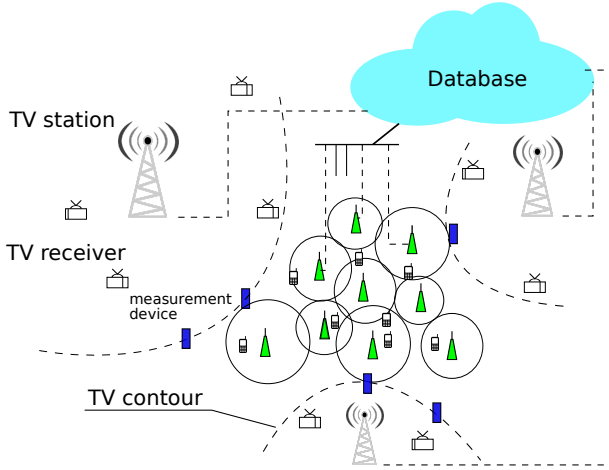 Database
TV station
TV receiver
measurement
device
TV contour